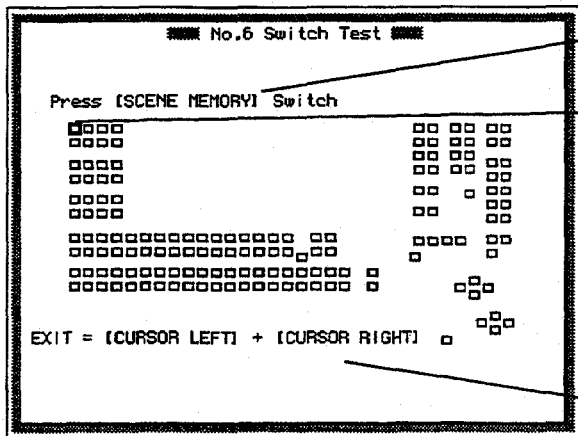 No.6 Switch Test
Press [SCENE MEMORY] Switch
EXIT = [CURSOR LEFT] + [CURSOR RIGHT]